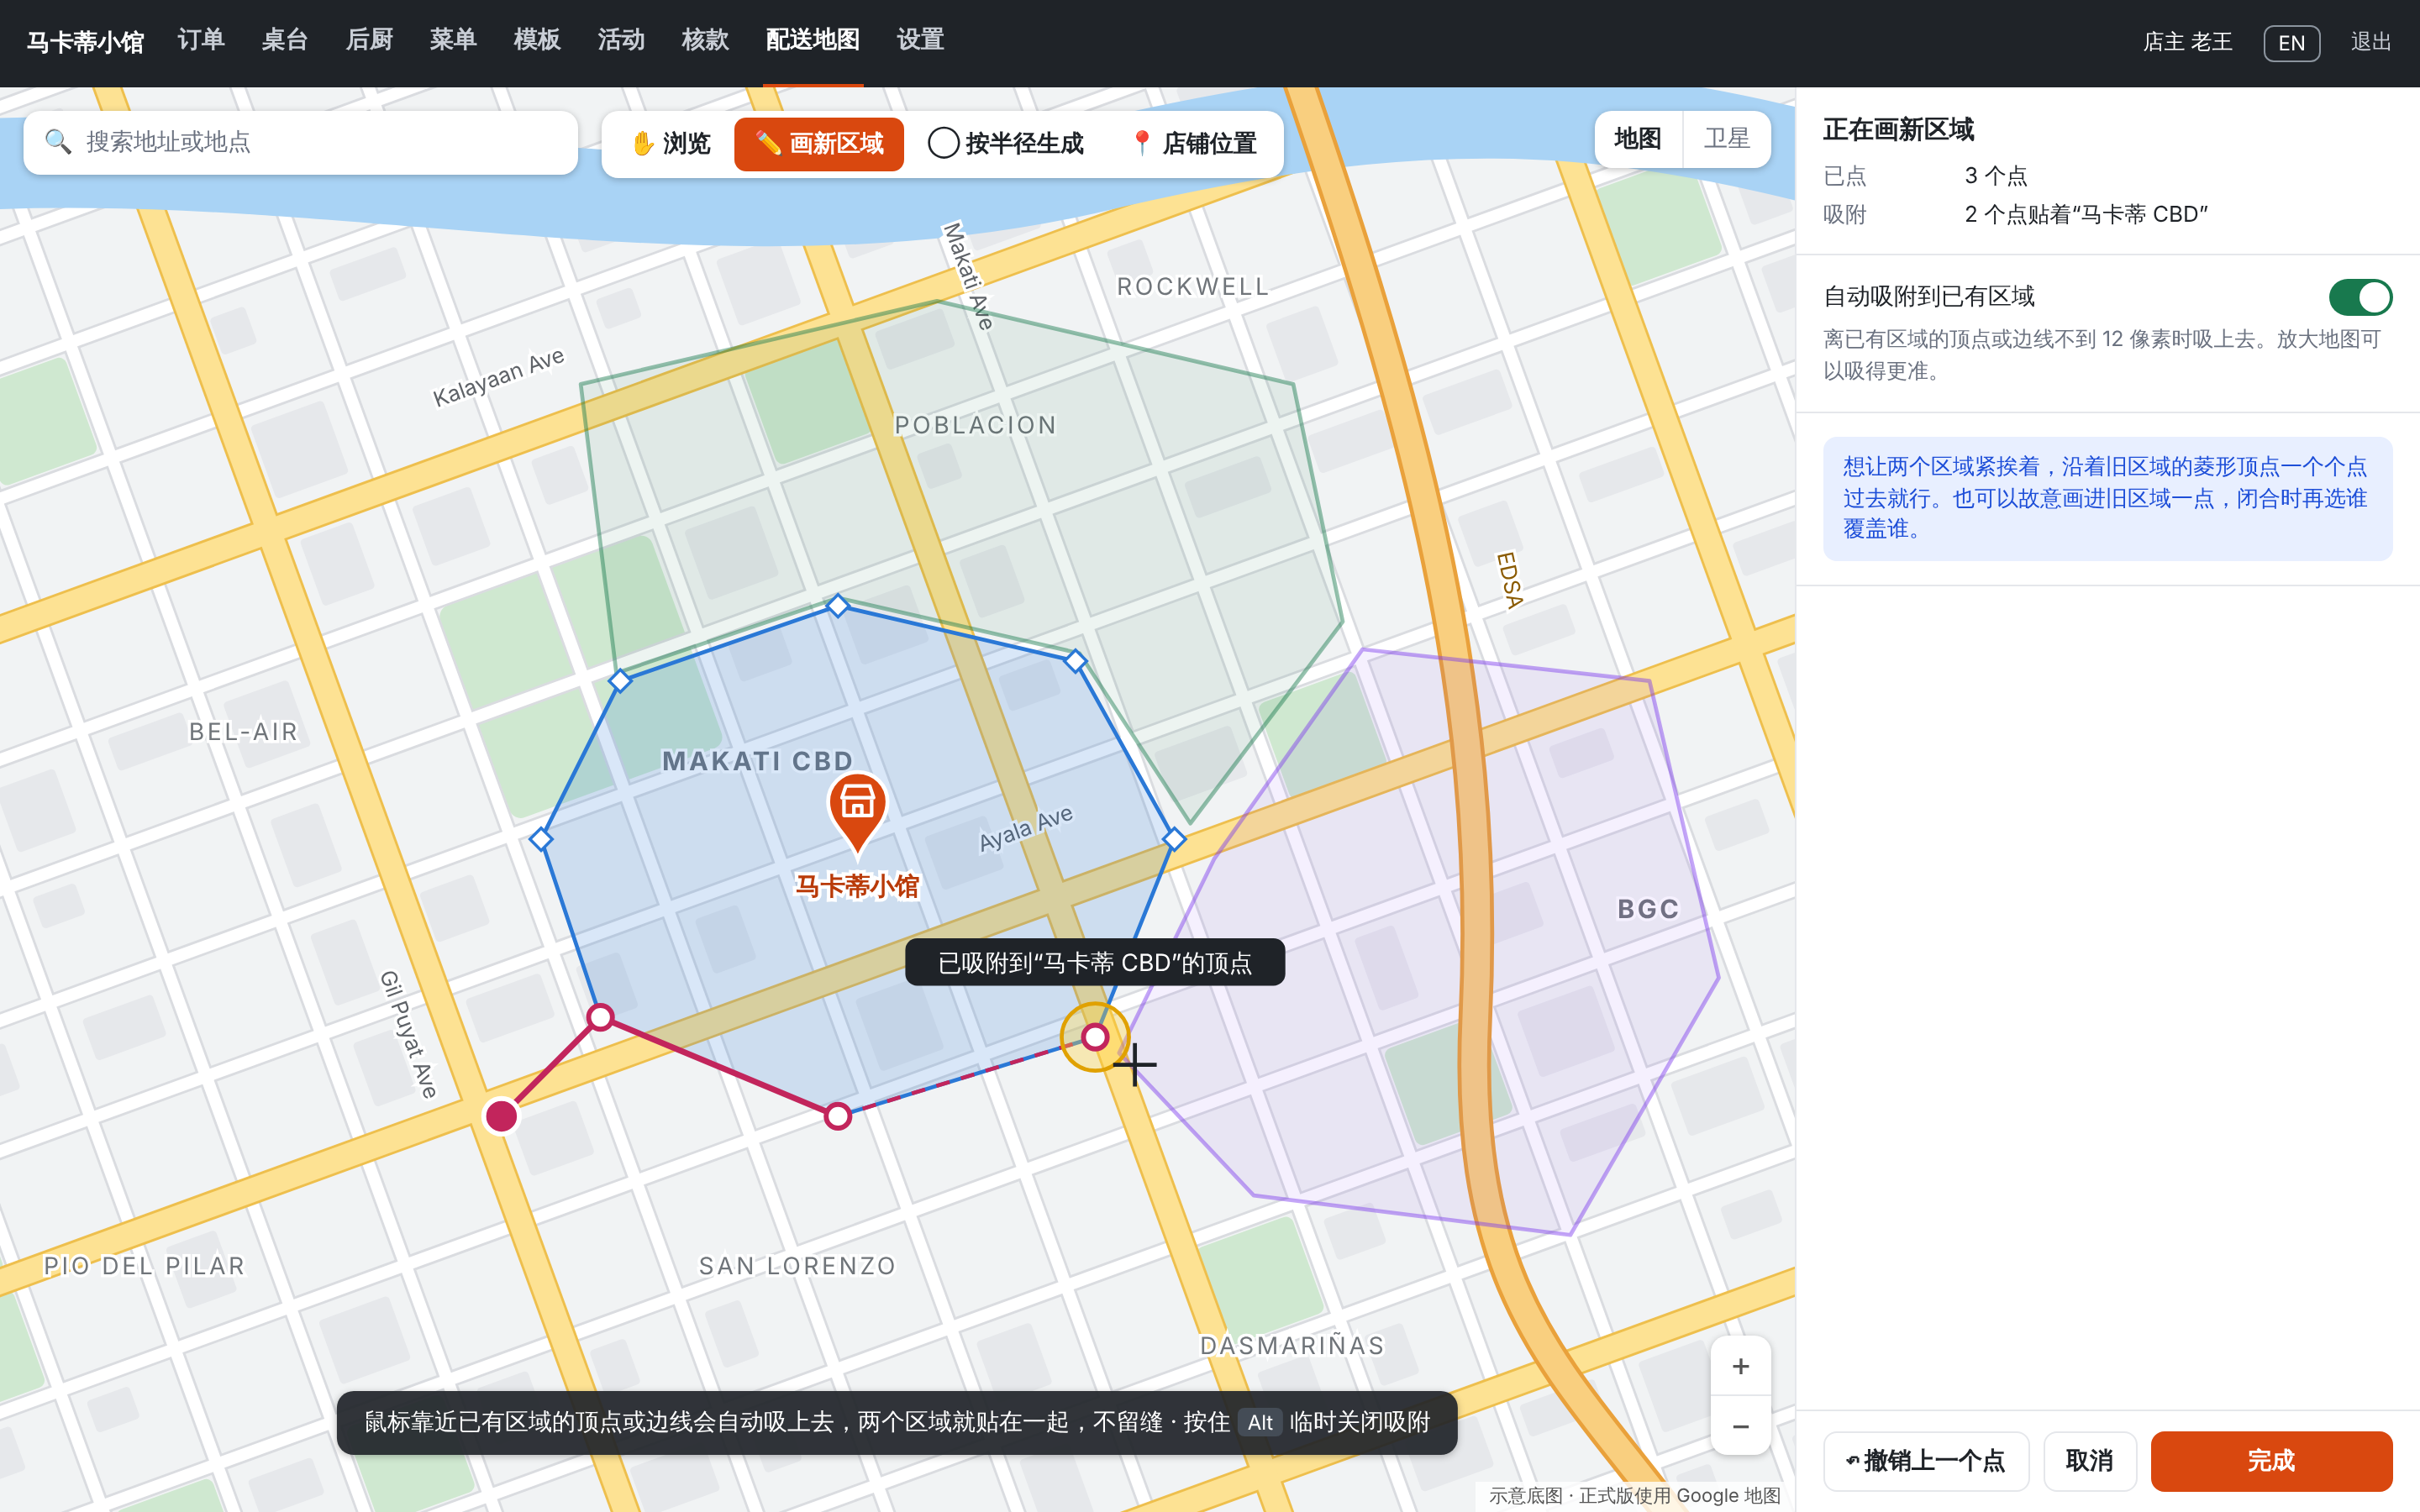 马卡蒂小馆 订单 桌台 后厨 菜单 模板 活动 核款 配送地图 设置 店主 老王 EN 退出
搜索地址或地点
浏览 画新区域 按半径生成 店铺位置
地图 卫星
Makati Ave
ROCKWELL
Kalayaan Ave
POBLACION
EDSA
BEL-AIR
MAKATI CBD
Ayala Ave
马卡蒂小馆
BGC
已吸附到“马卡蒂 CBD”的顶点
Gil Puyat Ave
PIO DEL PILAR
SAN LORENZO
DASMARIÑAS
鼠标靠近已有区域的顶点或边线会自动吸上去，两个区域就贴在一起，不留缝 · 按住 Alt 临时关闭吸附
+
−
示意底图 · 正式版使用 Google 地图
正在画新区域
已点 3 个点
吸附 2 个点贴着“马卡蒂 CBD”
自动吸附到已有区域
离已有区域的顶点或边线不到 12 像素时吸上去。放大地图可
以吸得更准。
想让两个区域紧挨着，沿着旧区域的菱形顶点一个个点
过去就行。也可以故意画进旧区域一点，闭合时再选谁
覆盖谁。
↶ 撤销上一个点 取消 完成